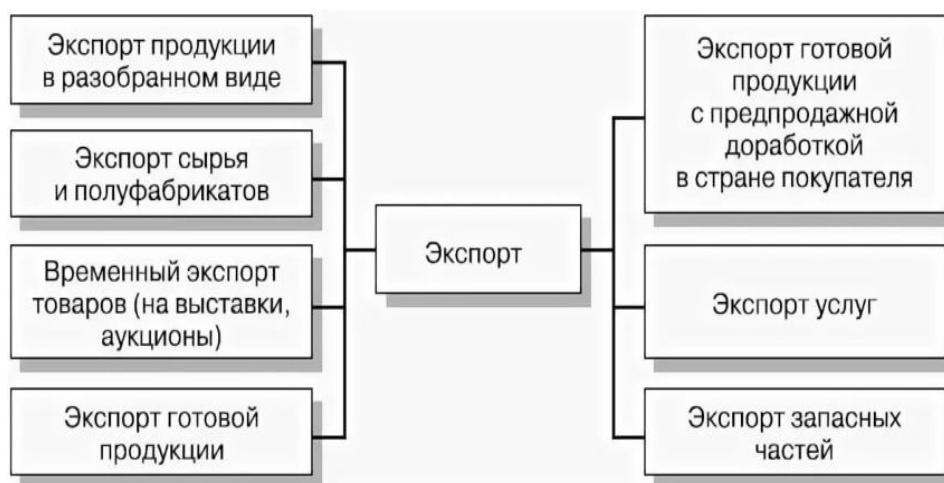 Экспорт продукции
в разобранном виде
Экспорт сырья
и полуфабрикатов
Временный экспорт
товаров (на выставки,
аукционы)
Экспорт готовой
продукции
Экспорт
Экспорт готовой
продукции
с предпродажной
доработкой
в стране покупателя
Экспорт услуг
Экспорт запасных
частей